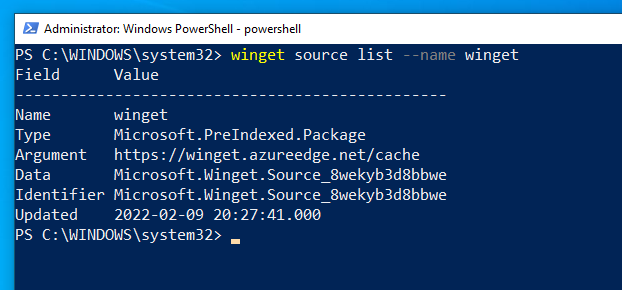 Administrator: Windows PowerShell - powershell
PS C:\WINDOWS\system32> winget source list --name winget
Field      Value
-----------------------------------------------
Name       winget
Type       Microsoft.PreIndexed.Package
Argument   https://winget.azureedge.net/cache
Data       Microsoft.Winget.Source_8wekyb3d8bbwe
Identifier Microsoft.Winget.Source_8wekyb3d8bbwe
Updated    2022-02-09 20:27:41.000
PS C:\WINDOWS\system32>